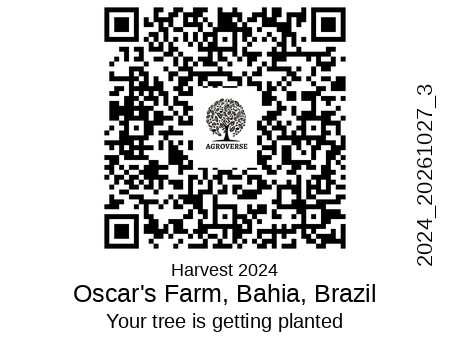 AGROVERSE
Harvest 2024
Oscar's Farm, Bahia, Brazil
Your tree is getting planted
2024_20261027_3